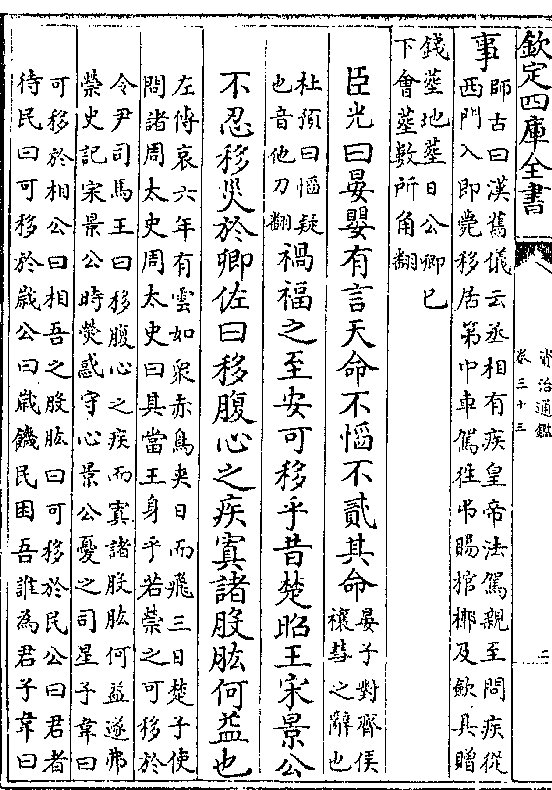 欽定四庫全書
資治通鑑
卷三十三
二
事
師古曰漢舊儀云丞相有疾皇帝法駕親至問疾從
西門入即薨移居第中車駕徃弔賜棺槨及歛具贈
錢塟地塟日公卿已
下會塟數所角翻
臣光曰晏嬰有言天命不慆不貳其命
晏子對齊侯
禳彗之辭也
杜預曰慆疑
也音他刀翻
禍福之至安可移乎昔楚昭王宋景公
不忍移災於卿佐曰移腹心之疾寘諸股肱何益也
左傳哀六年有雲如衆赤鳥夾日而飛三日楚子使
問諸周太史周太史曰其當王身乎若榮之可移於
令尹司馬王曰移腹心之疾而寘諸股肱何益遂弗
榮史記宋景公時熒惑守心景公憂之司星子韋曰
可移於相公曰相吾之股肱曰可移於民公曰君者
待民曰可移於歳公曰歳饑民困吾誰為君子韋曰